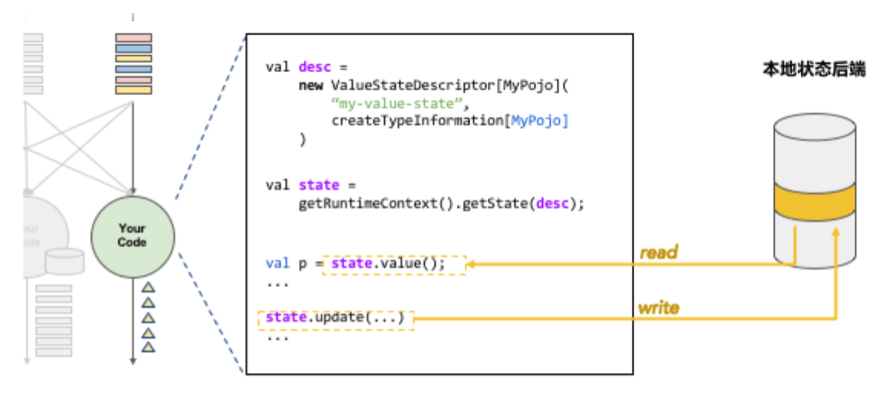 Your
Code
val desc =
new ValueStateDescriptor[MyPojo](
“my-value-state”,
createTypeInformation[MyPojo]
)
val state =
getRuntimeContext().getState(desc);
val p = state.value();
...
state.update(...)
...
read
write
本地状态后端